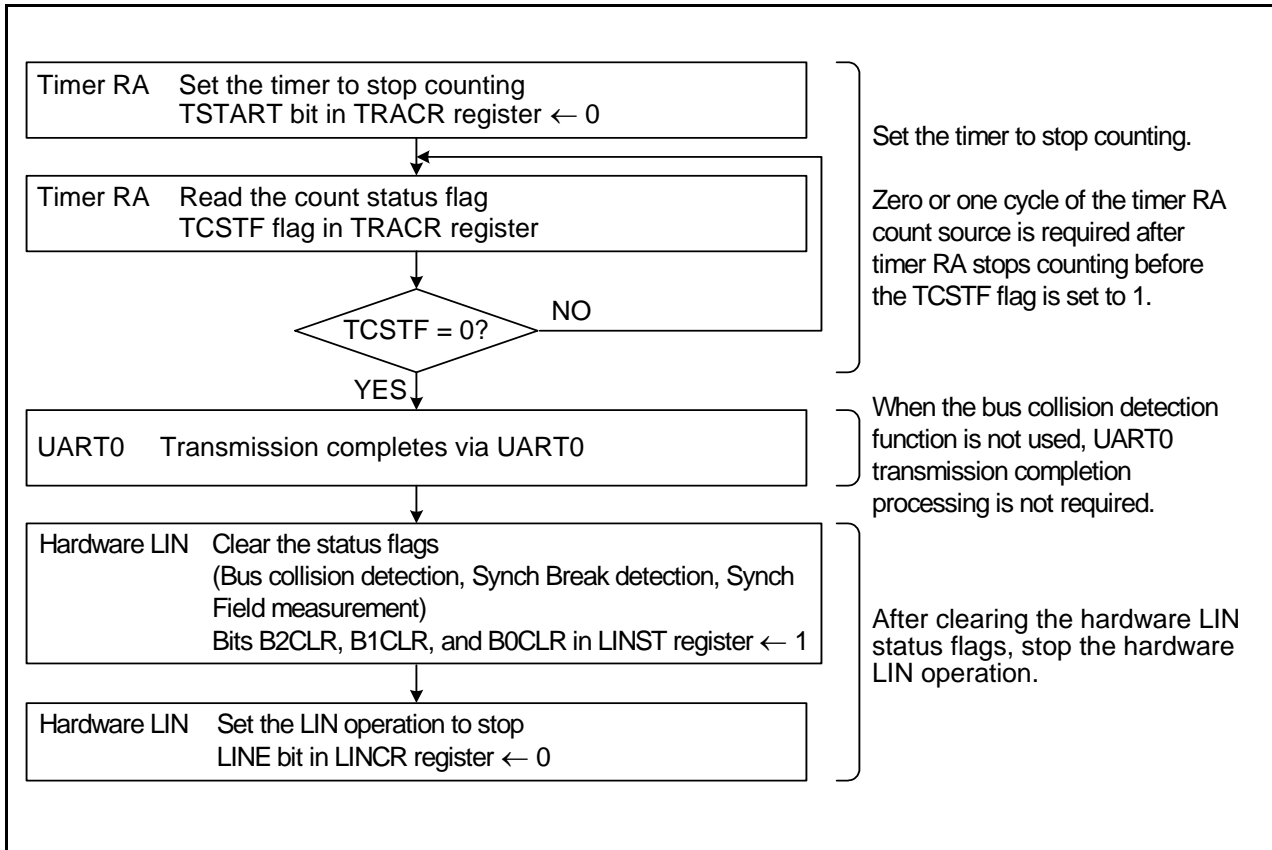 Timer RA Set the timer to stop counting
TSTART bit in TRACR register ← 0
Timer RA Read the count status flag
TCSTF flag in TRACR register
TCSTF = 0?
NO
YES
Set the timer to stop counting.
Zero or one cycle of the timer RA
count source is required after
timer RA stops counting before
the TCSTF flag is set to 1.
UART0 Transmission completes via UART0
When the bus collision detection
function is not used, UART0
transmission completion
processing is not required.
Hardware LIN Clear the status flags
(Bus collision detection, Synch Break detection, Synch
Field measurement)
Bits B2CLR, B1CLR, and B0CLR in LINST register ← 1
Hardware LIN Set the LIN operation to stop
LINE bit in LINCR register ← 0
After clearing the hardware LIN
status flags, stop the hardware
LIN operation.